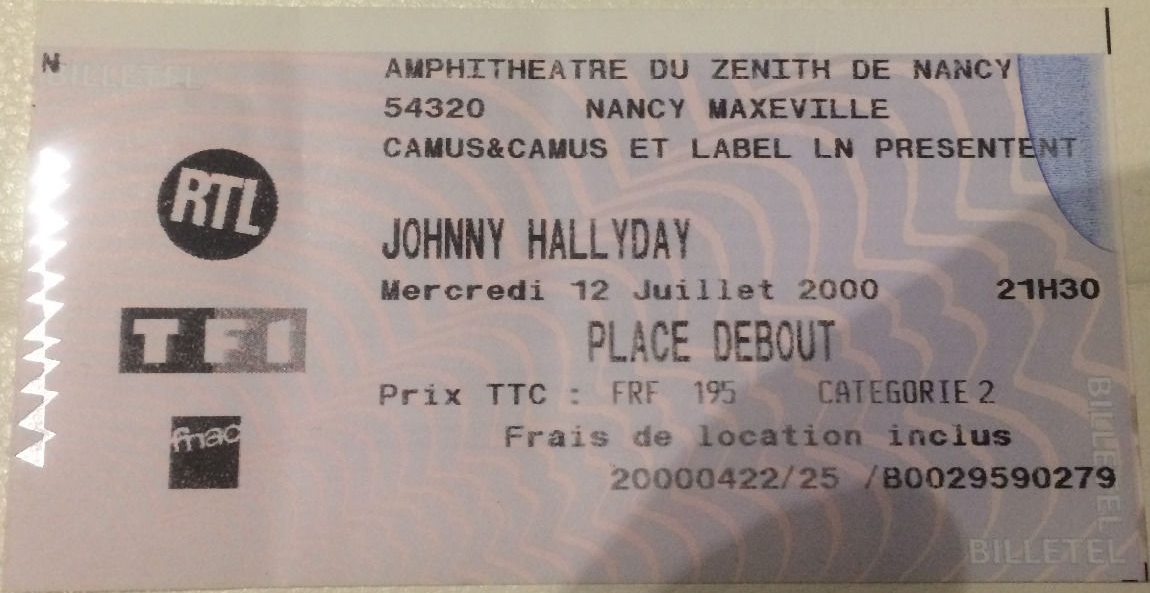 N
BILLETEL
AMPHITHEATRE DU ZENITH DE NANCY
54320 NANCY MAXEVILLE
CAMUS&CAMUS ET LABEL LN PRESENTENT
RTL
JOHNNY HALLYDAY
Mercredi 12 Juillet 2000 21H30
TF1
PLACE DEBOUT
Prix TTC : FRF 195 CATEGORIE 2
fnac
Frais de location inclus
20000422/25 /B0029590279
BILLETEL
BILLETEL